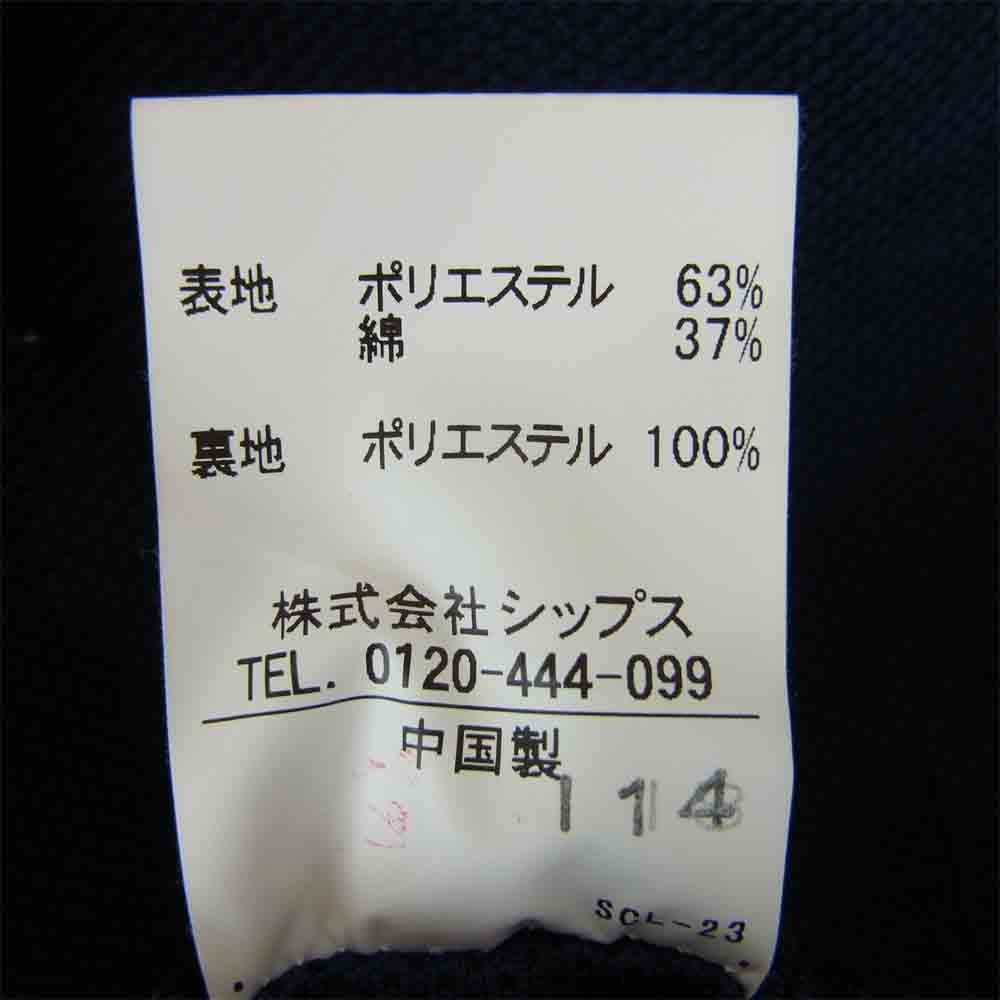 表地 ポリエステル 63%
綿 37%
裏地 ポリエステル 100%
株式会社シップス
TEL. 0120-444-099
中国製
114
SCL-23